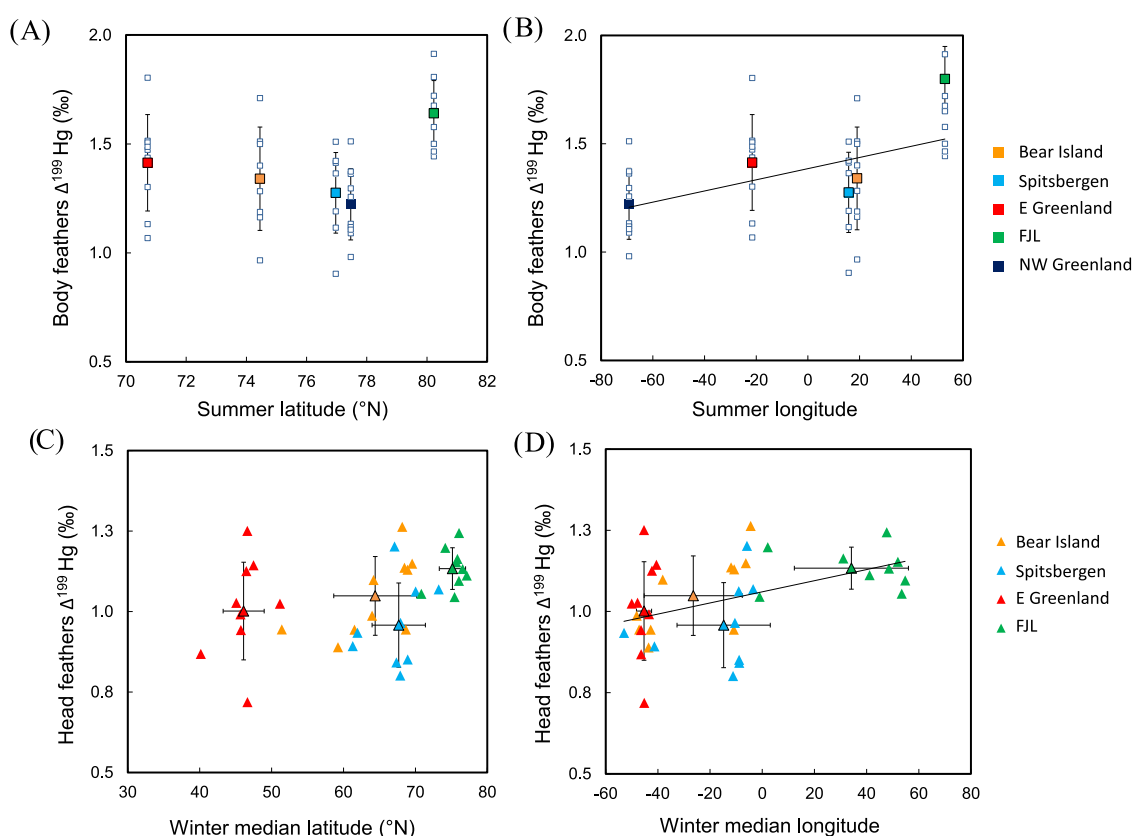 (A)
2.0
1.5
1.0
0.5
Body feathers Δ¹⁹⁹ Hg (‰)
70 72 74 76 78 80 82
Summer latitude (°N)
(B)
2.0
1.5
1.0
0.5
Body feathers Δ¹⁹⁹ Hg (‰)
-80 -60 -40 -20 0 20 40 60
Summer longitude
Bear Island
Spitsbergen
E Greenland
FJL
NW Greenland
(C)
1.5
1.3
1.0
0.8
0.5
Head feathers Δ¹⁹⁹ Hg (‰)
30 40 50 60 70 80
Winter median latitude (°N)
(D)
1.5
1.3
1.0
0.8
0.5
Head feathers Δ¹⁹⁹ Hg (‰)
-60 -40 -20 0 20 40 60 80
Winter median longitude
Bear Island
Spitsbergen
E Greenland
FJL